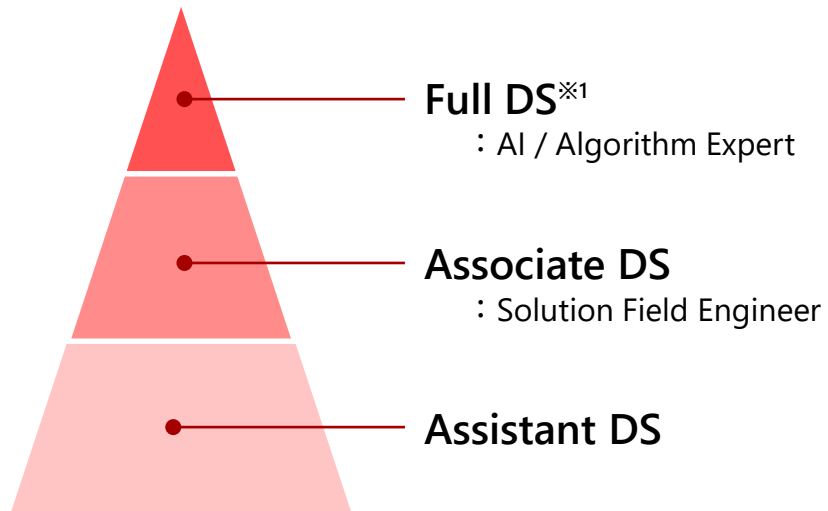 Full DS※1
：AI / Algorithm Expert
Associate DS
：Solution Field Engineer
Assistant DS